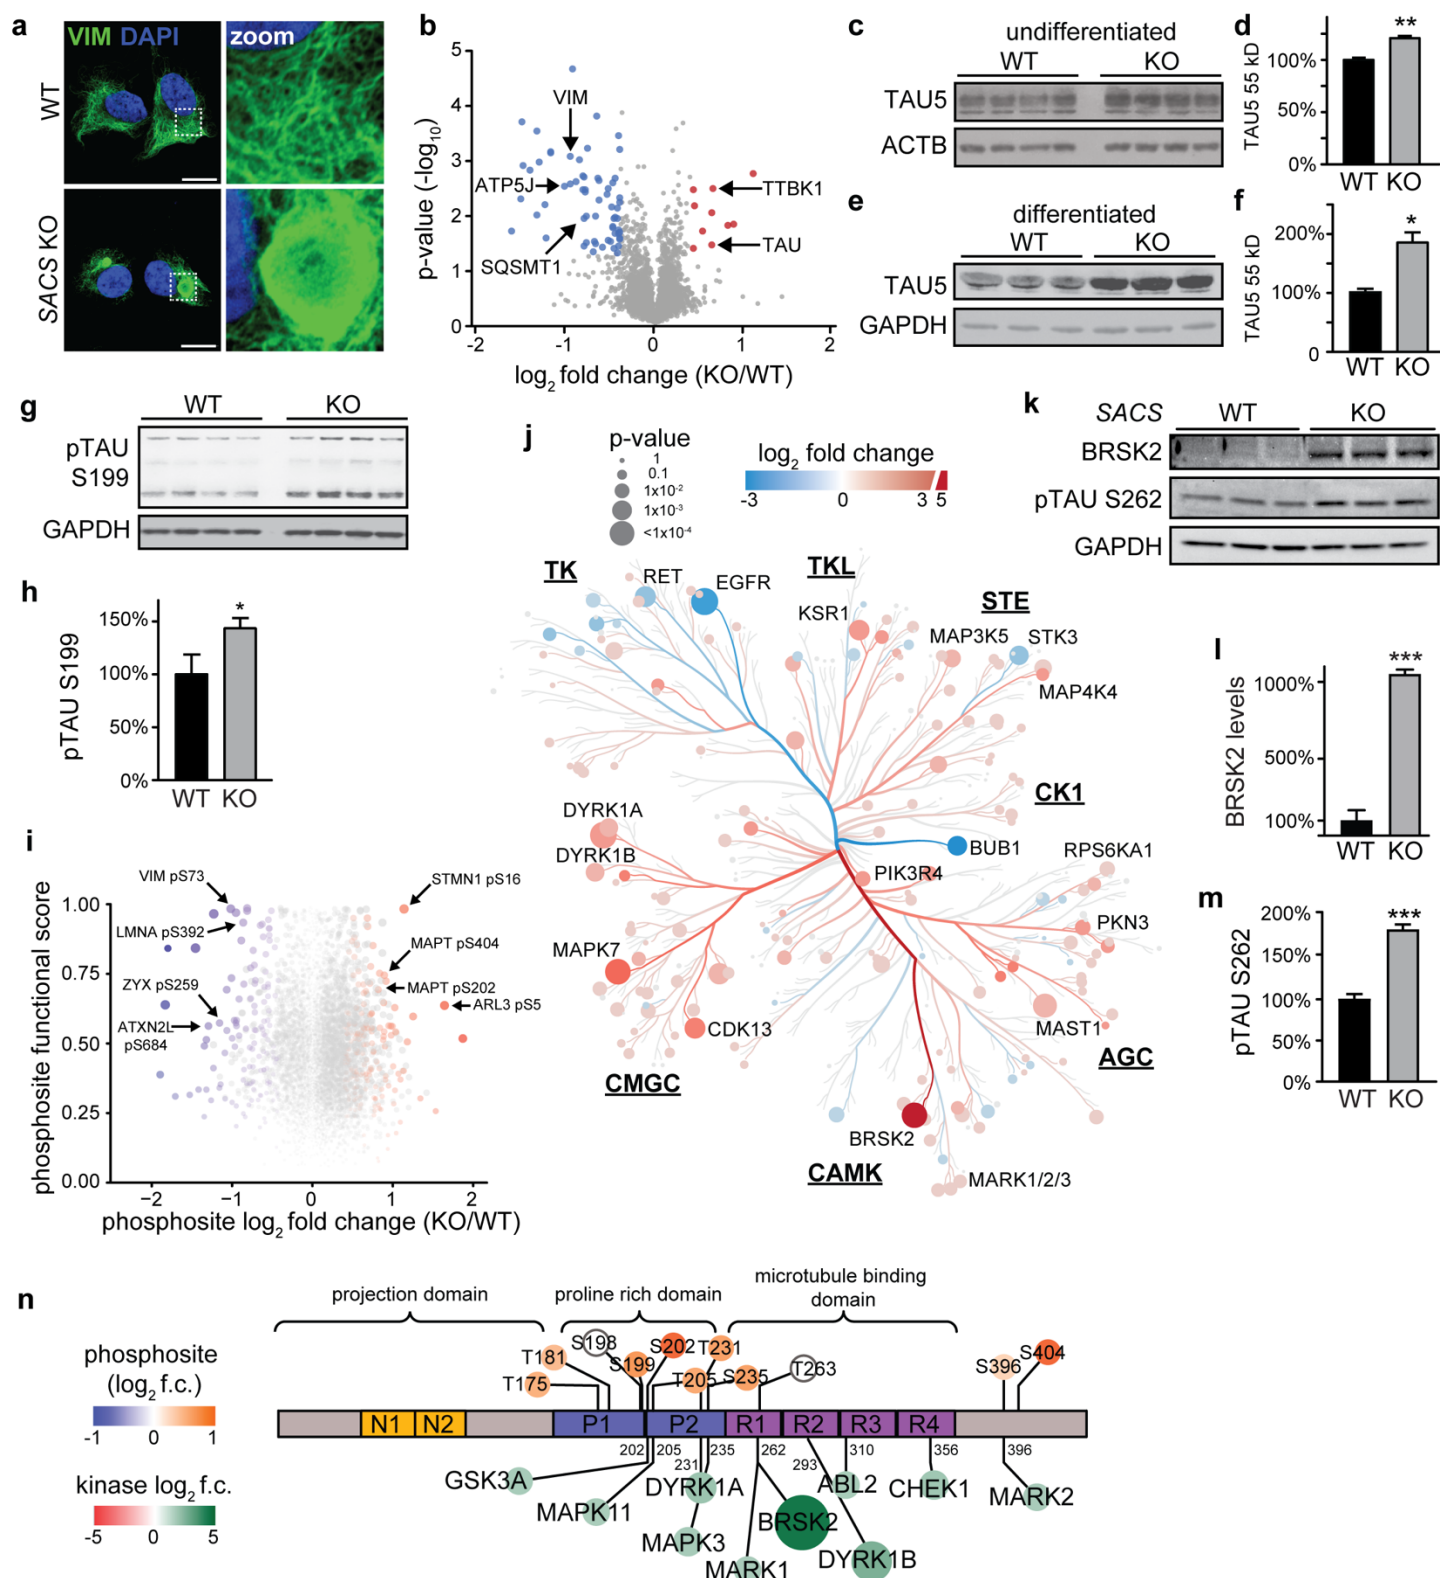 a
VIM DAPI
zoom
WT
SACS KO
b
5
4
3
2
1
0
p-value (-log10)
VIM
ATP5J
SQSMT1
TTBK1
TAU
-2
-1
0
1
2
log2 fold change (KO/WT)
c
undifferentiated
WT
KO
TAU5
ACTB
d
TAU5 55 kD
100%
50%
0%
**
WT
KO
e
differentiated
WT
KO
TAU5
GAPDH
f
TAU5 55 kD
200%
100%
0
*
WT
KO
g
WT
KO
pTAU
S199
GAPDH
h
pTAU S199
150%
100%
50%
0%
*
WT
KO
i
phosphosite functional score
1.00
0.75
0.50
0.25
0.00
VIM pS73
LMNA pS392
ZYX pS259
ATXN2L
pS684
STMN1 pS16
MAPT pS404
MAPT pS202
ARL3 pS5
−2
−1
0
1
2
phosphosite log2 fold change (KO/WT)
j
p-value
1
0.1
1x10-2
1x10-3
<1x10-4
log2 fold change
-3
0
3
5
TK
RET
EGFR
TKL
KSR1
STE
MAP3K5
STK3
MAP4K4
CK1
DYRK1A
DYRK1B
BUB1
PIK3R4
RPS6KA1
PKN3
MAPK7
CDK13
MAST1
AGC
CMGC
BRSK2
CAMK
MARK1/2/3
k
SACS
WT
KO
BRSK2
pTAU S262
GAPDH
l
BRSK2 levels
1000%
500%
100%
***
WT
KO
m
pTAU S262
200%
150%
100%
50%
0%
***
WT
KO
n
projection domain
proline rich domain
microtubule binding
domain
phosphosite
(log2 f.c.)
-1
0
1
kinase log2 f.c.
-5
0
5
T175
T181
S198
S199
S202
T205
T231
S235
T263
S396
S404
N1
N2
P1
P2
R1
R2
R3
R4
202
205
231
235
262
293
310
356
396
GSK3A
MAPK11
DYRK1A
MAPK3
MARK1
BRSK2
DYRK1B
ABL2
CHEK1
MARK2